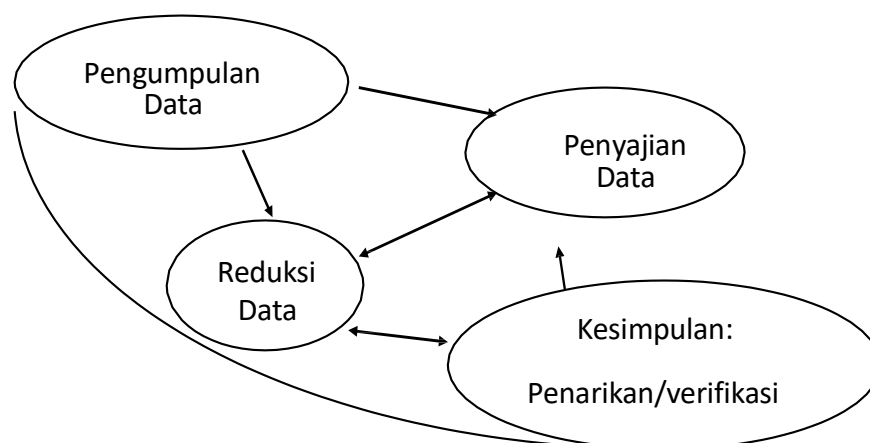 Pengumpulan
Data
Penyajian
Data
Reduksi
Data
Kesimpulan:
Penarikan/verifikasi